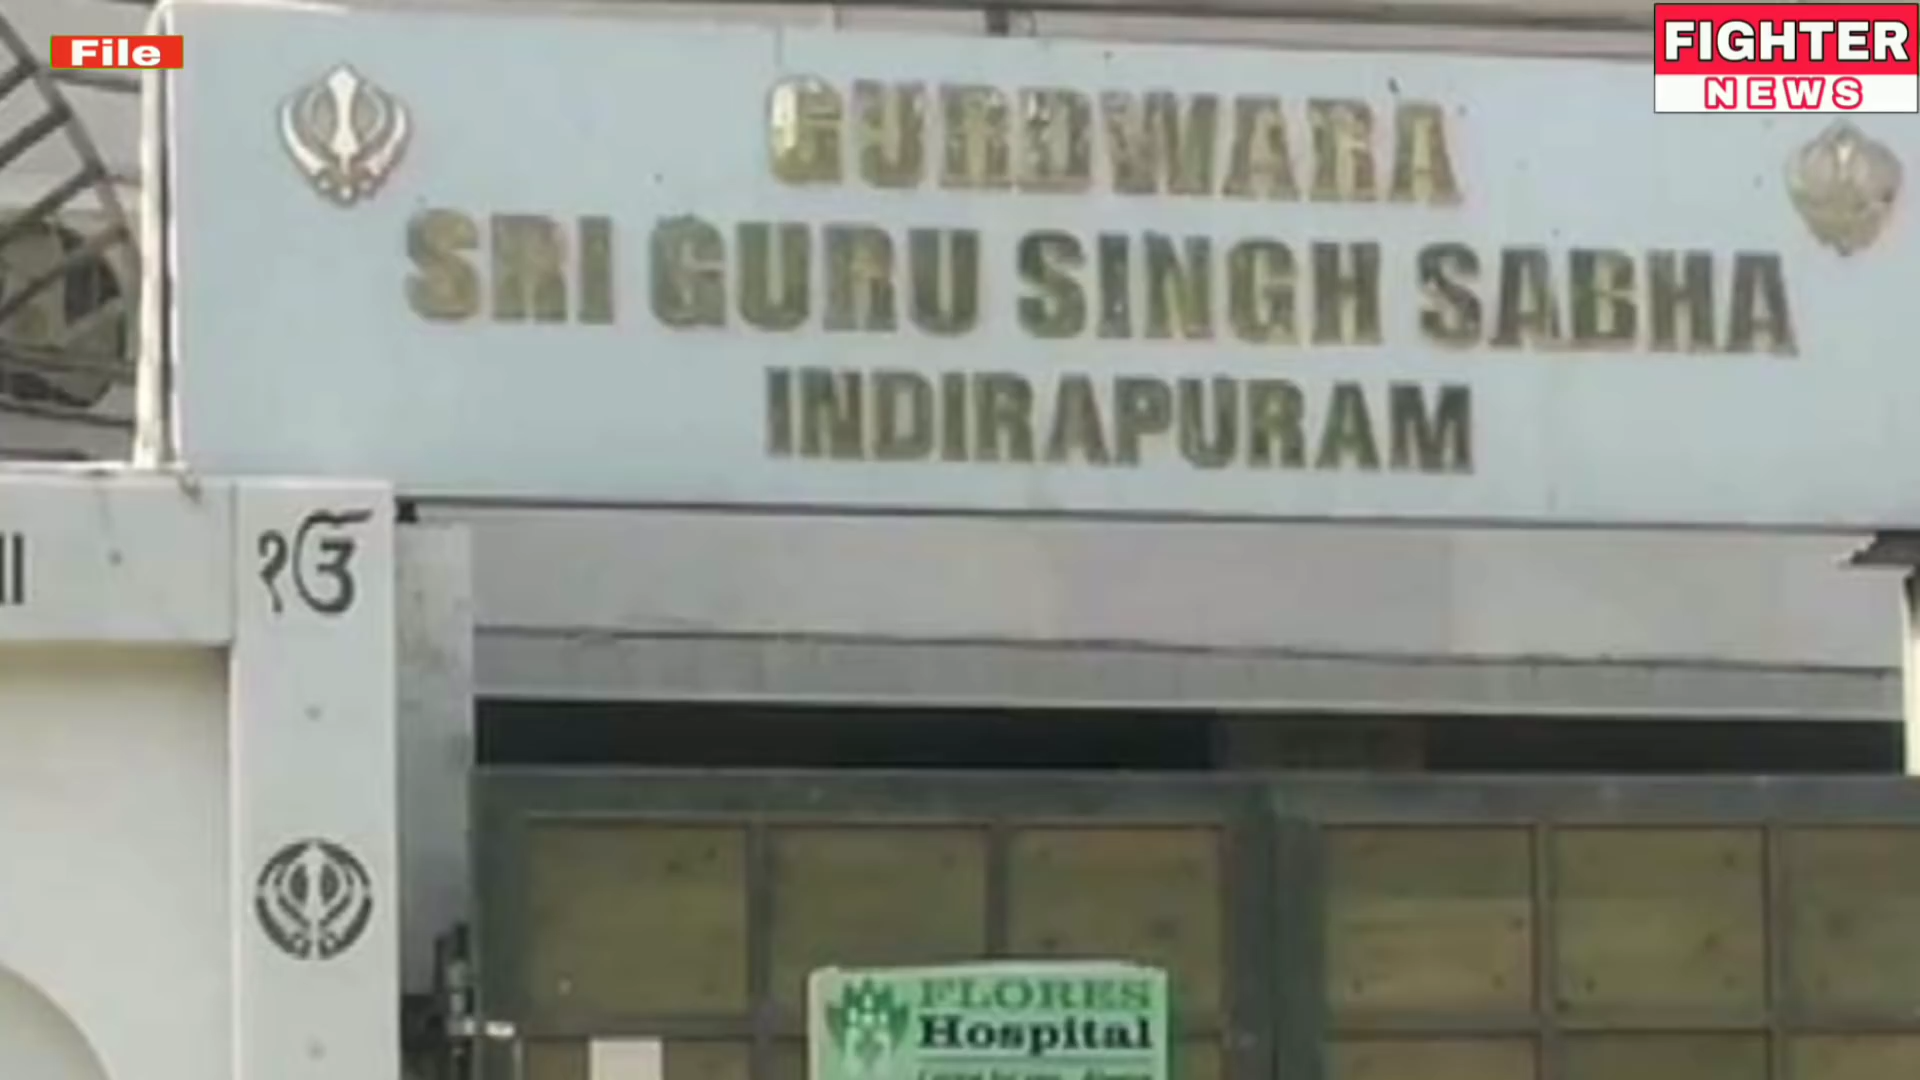 File
FIGHTER
NEWS
GURDWARA
SRI GURU SINGH SABHA
INDIRAPURAM
ੴ
FLORES
Hospital